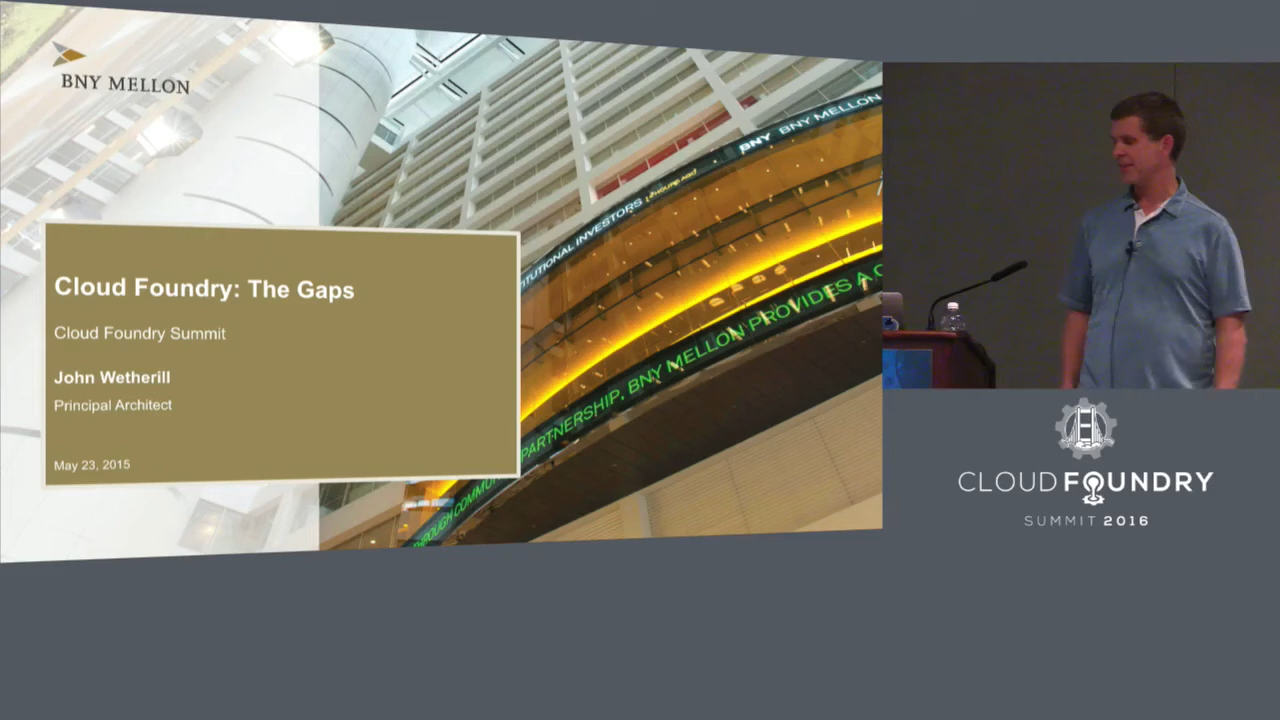 BNY MELLON
Cloud Foundry: The Gaps
Cloud Foundry Summit
John Wetherill
Principal Architect
May 23, 2015
BNY BNY MELLON
TUTIONAL INVESTORS
PARTNERSHIP, BNY MELLON PROVIDES A
CLOUD FOUNDRY
SUMMIT 2016